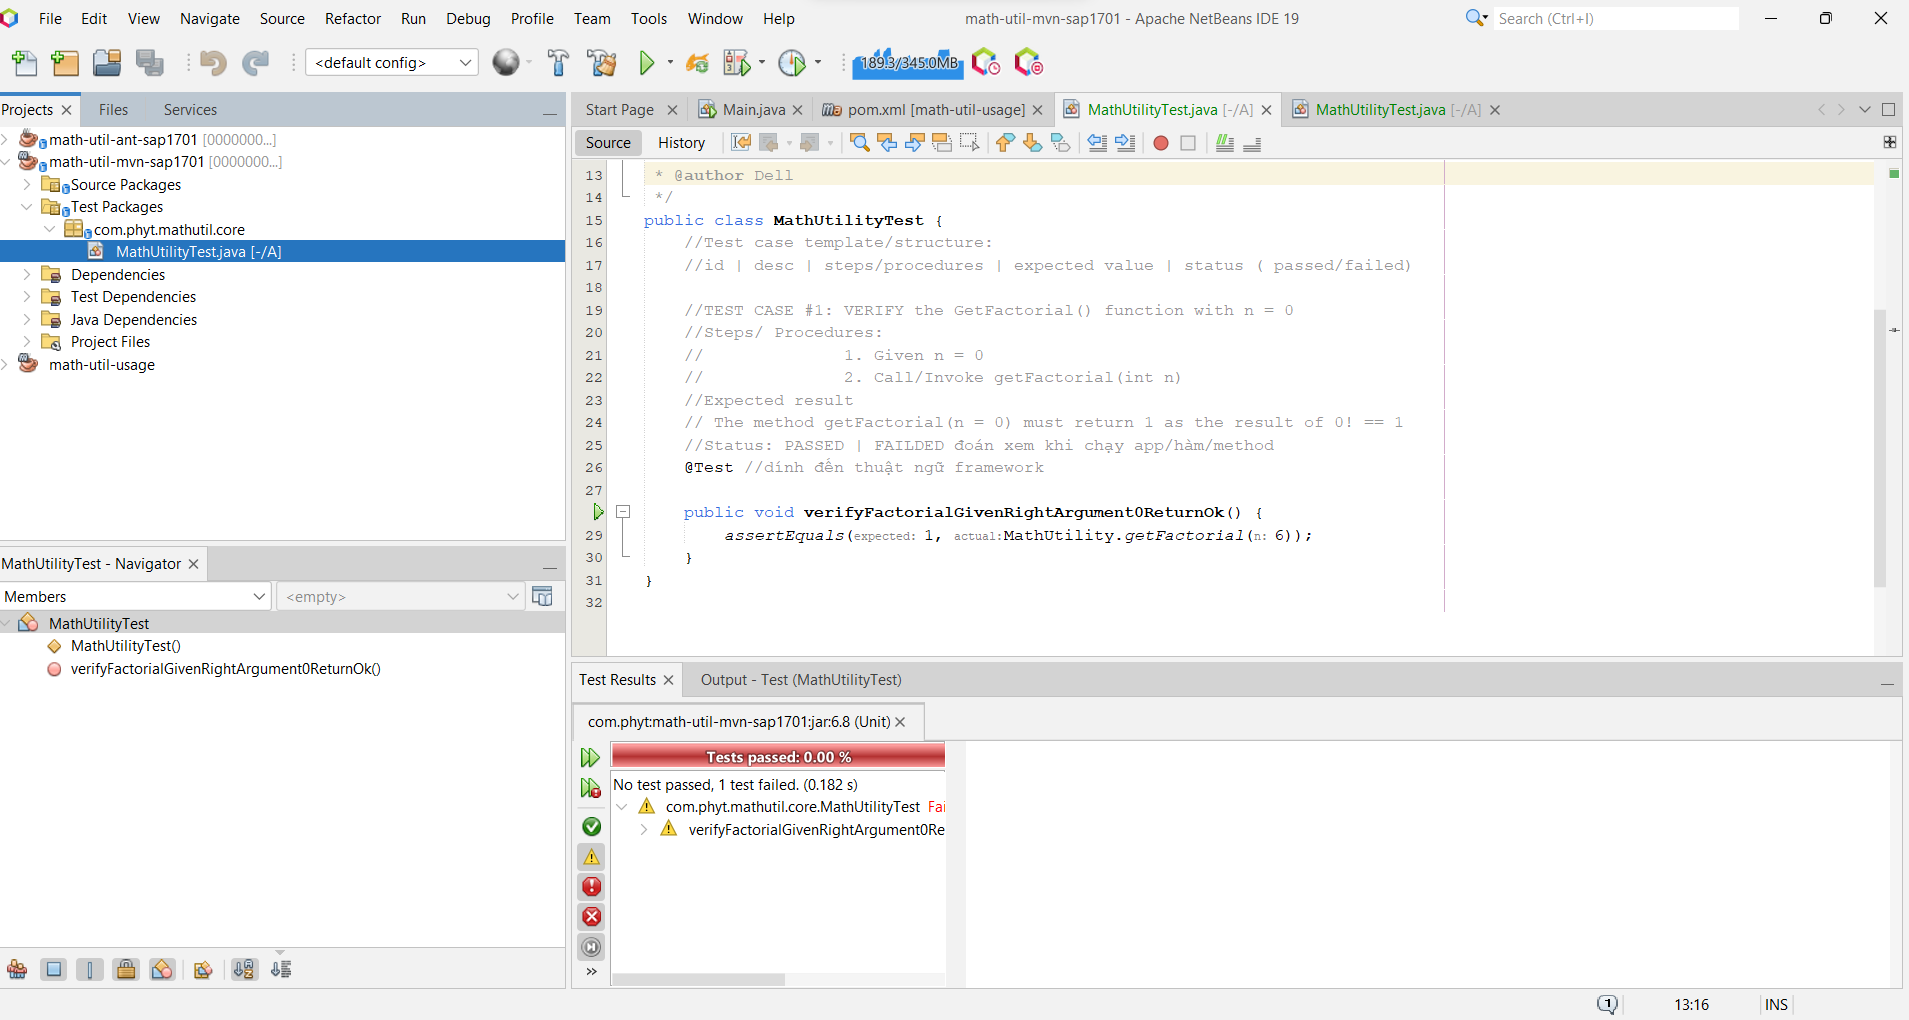 File Edit View Navigate Source Refactor Run Debug Profile Team Tools Window Help
math-util-mvn-sap1701 - Apache NetBeans IDE 19
Search (Ctrl+I)
<default config>
189.3/345.0MB
Projects
Files
Services
math-util-ant-sap1701 [0000000...]
math-util-mvn-sap1701 [0000000...]
Source Packages
Test Packages
com.phyt.mathutil.core
MathUtilityTest.java [-/A]
Dependencies
Test Dependencies
Java Dependencies
Project Files
math-util-usage
MathUtilityTest - Navigator
Members
<empty>
MathUtilityTest
MathUtilityTest()
verifyFactorialGivenRightArgument0ReturnOk()
Start Page
Main.java
pom.xml [math-util-usage]
MathUtilityTest.java [-/A]
MathUtilityTest.java [-/A]
Source
History
13 * @author Dell
14 */
15 public class MathUtilityTest {
16 //Test case template/structure:
17 //id | desc | steps/procedures | expected value | status ( passed/failed)
18
19 //TEST CASE #1: VERIFY the GetFactorial() function with n = 0
20 //Steps/ Procedures:
21 // 1. Given n = 0
22 // 2. Call/Invoke getFactorial(int n)
23 //Expected result
24 // The method getFactorial(n = 0) must return 1 as the result of 0! == 1
25 //Status: PASSED | FAILDED đoán xem khi chạy app/hàm/method
26 @Test //dính đến thuật ngữ framework
27
public void verifyFactorialGivenRightArgument0ReturnOk() {
29 assertEquals(expected: 1, actual:MathUtility.getFactorial(n: 6));
30 }
31 }
32
Test Results
Output - Test (MathUtilityTest)
com.phyt:math-util-mvn-sap1701:jar:6.8 (Unit)
Tests passed: 0.00 %
No test passed, 1 test failed. (0.182 s)
com.phyt.mathutil.core.MathUtilityTest Fai
verifyFactorialGivenRightArgument0Re
1
13:16
INS